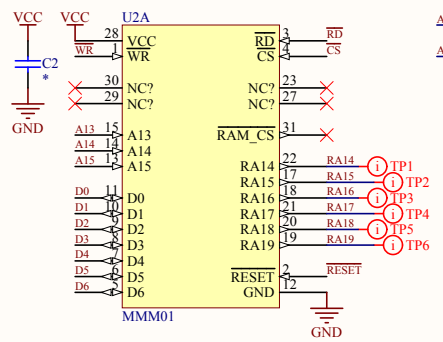 VCC VCC U2A A
28 VCC RD 3 RD
WR 1 WR CS 4 CS A
C2
*
30 NC? NC? 23
29 NC? NC? 27
GND
A13 15 A13 RAM_CS 31
A14 14 A14
A15 13 A15 RA14 22 RA14 i TP1
RA15 17 RA15 i TP2
D0 11 D0 RA16 18 RA16 i TP3
D1 10 D1 RA17 21 RA17 i TP4
D2 9 D2 RA18 20 RA18 i TP5
D3 8 D3 RA19 19 RA19 i TP6
D4 7 D4
D5 6 D5 RESET 2 RESET
D6 5 D6 GND 12
MMM01
GND